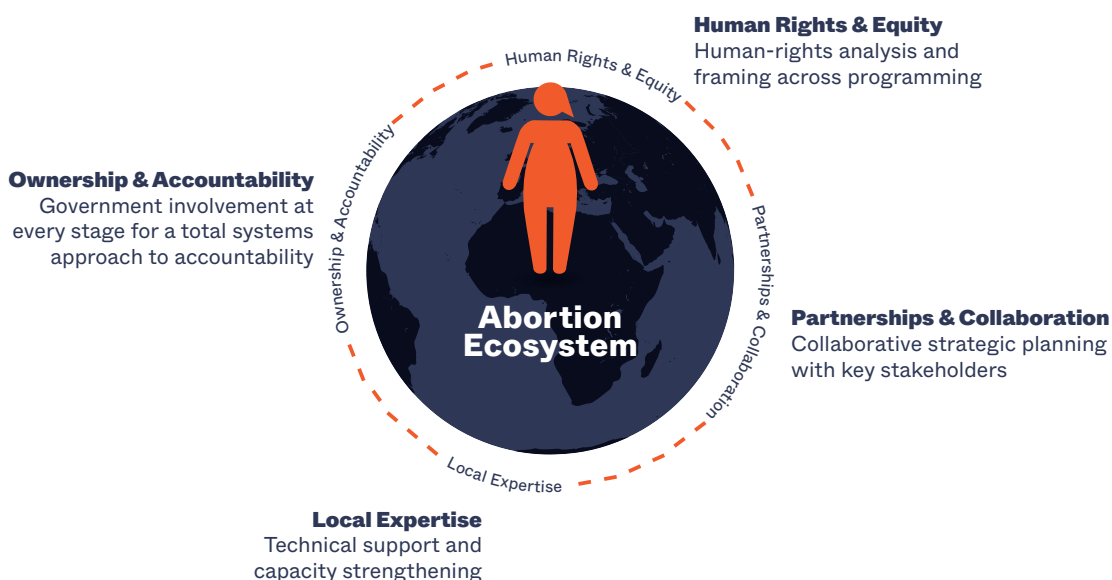 Human Rights & Equity
Human-rights analysis and
framing across programming
Human Rights & Equity
Ownership & Accountability
Government involvement at
every stage for a total systems
approach to accountability
Ownership & Accountability
Partnerships & Collaboration
Abortion
Ecosystem
Partnerships & Collaboration
Collaborative strategic planning
with key stakeholders
Local Expertise
Local Expertise
Technical support and
capacity strengthening